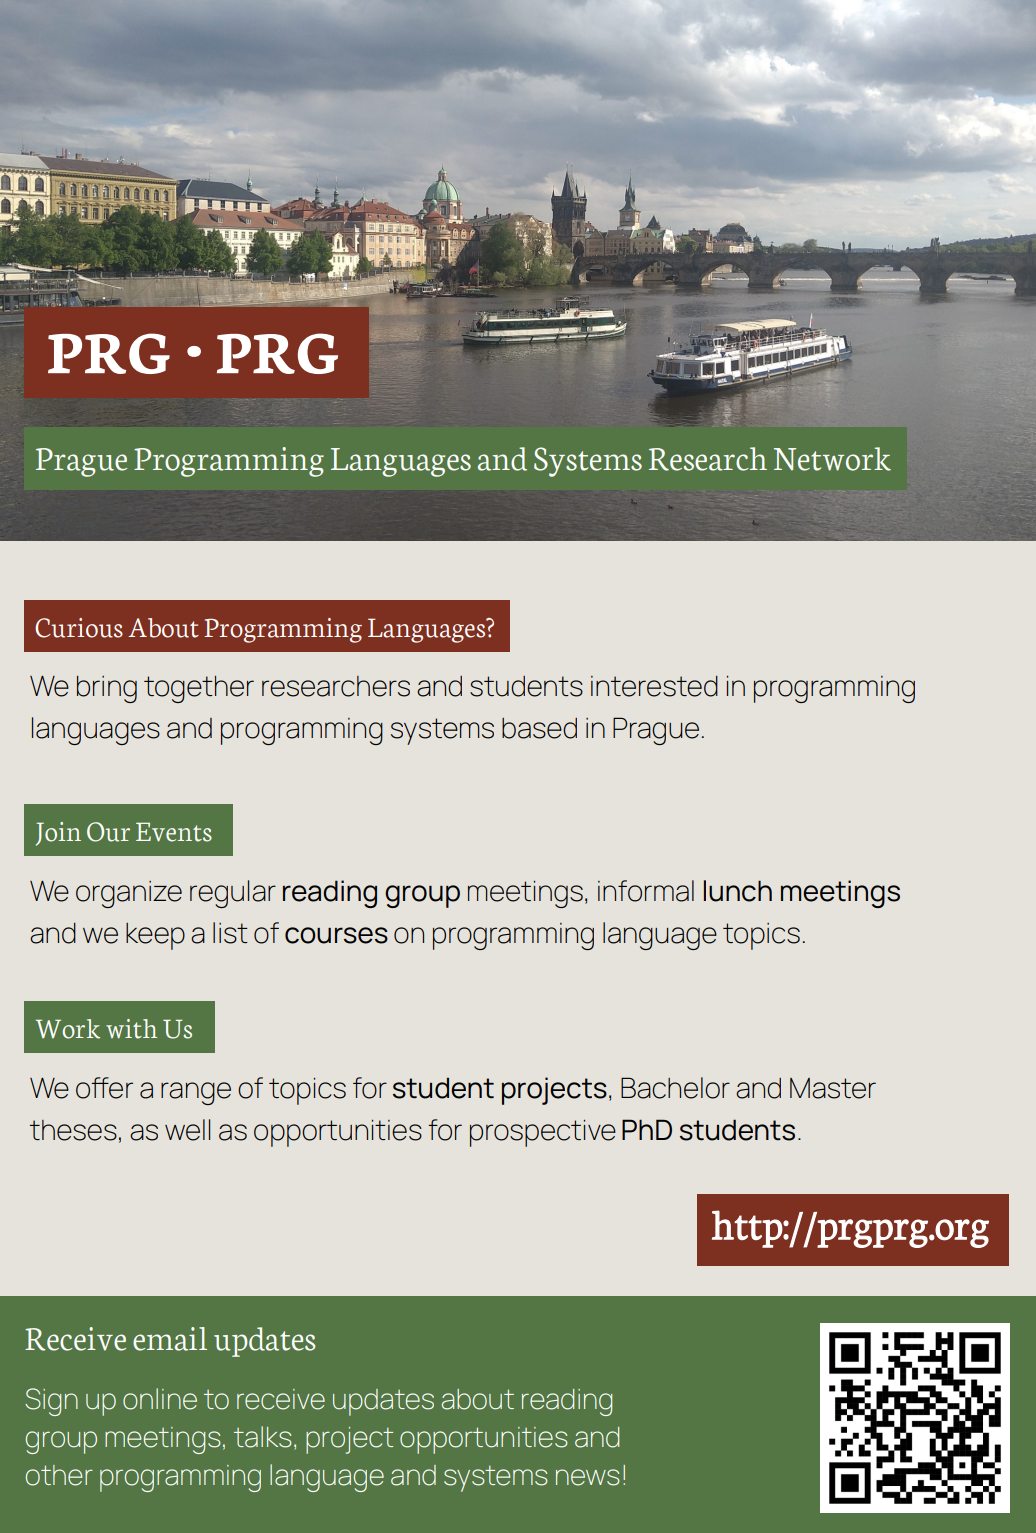 PRG · PRG
Prague Programming Languages and Systems Research Network
Curious About Programming Languages?
We bring together researchers and students interested in programming
languages and programming systems based in Prague.
Join Our Events
We organize regular reading group meetings, informal lunch meetings
and we keep a list of courses on programming language topics.
Work with Us
We offer a range of topics for student projects, Bachelor and Master
theses, as well as opportunities for prospective PhD students.
http://prgprg.org
Receive email updates
Sign up online to receive updates about reading
group meetings, talks, project opportunities and
other programming language and systems news!